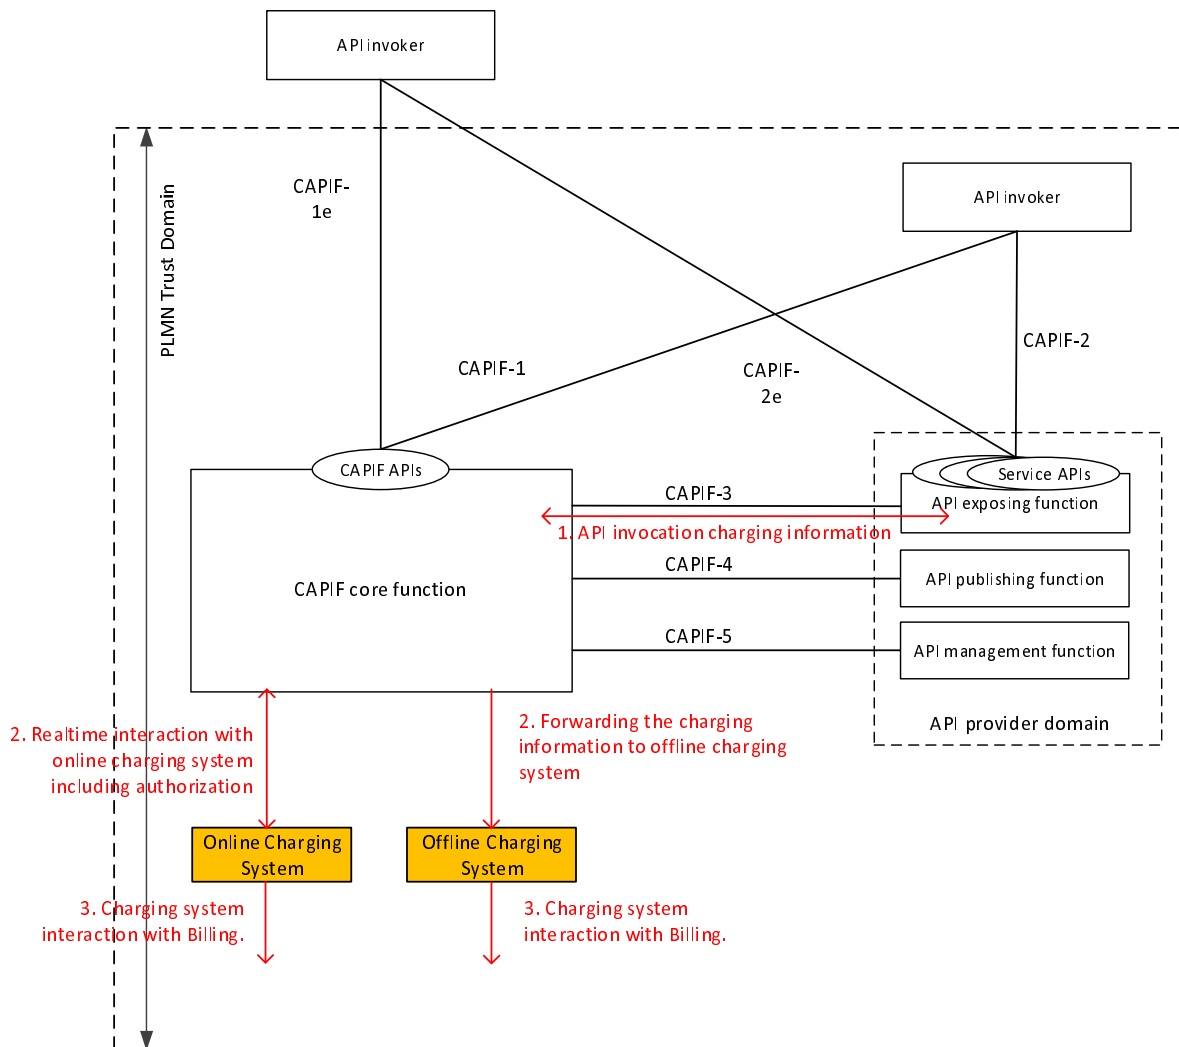 API invoker
CAPIF-
1e
PLMN Trust Domain
API invoker
CAPIF-1
CAPIF-
2e
CAPIF-2
CAPIF APIs
Service APIs
CAPIF-3
API exposing function
1. API invocation charging information
CAPIF-4
API publishing function
CAPIF core function
CAPIF-5
API management function
API provider domain
2. Realtime interaction with
online charging system
including authorization
2. Forwarding the charging
information to offline charging
system
Online Charging
System
Offline Charging
System
3. Charging system
interaction with Billing.
3. Charging system
interaction with Billing.